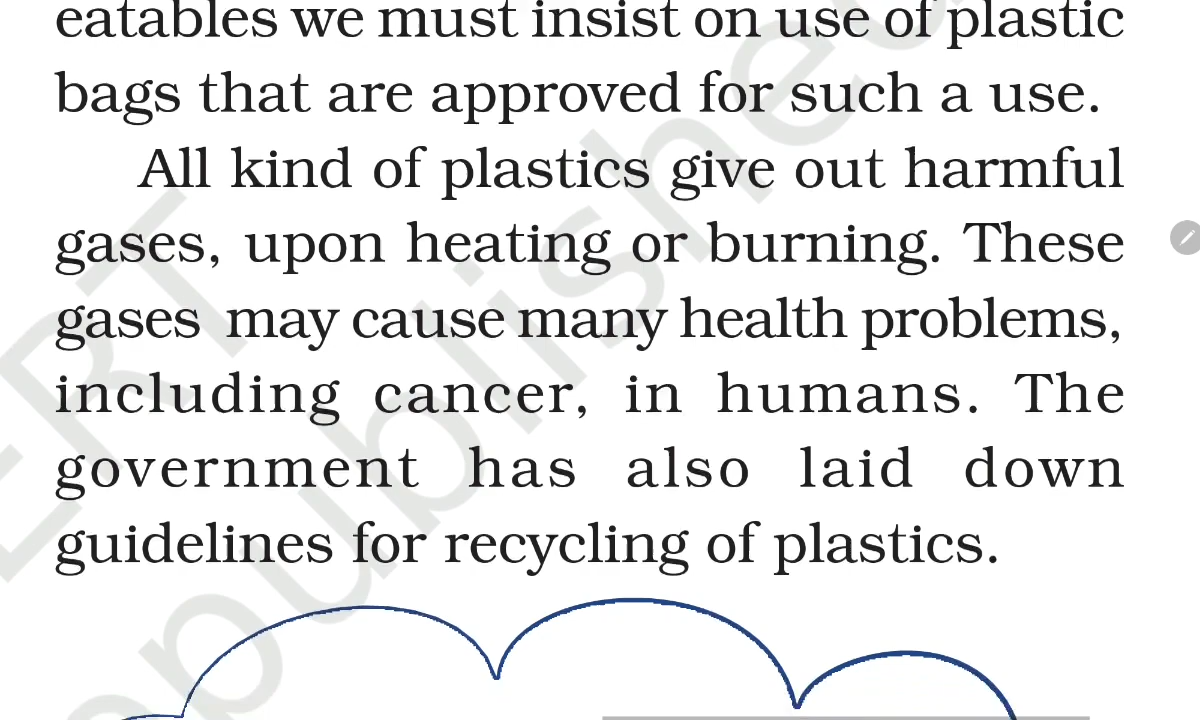 eatables we must insist on use of plastic
bags that are approved for such a use.
All kind of plastics give out harmful
gases, upon heating or burning. These
gases may cause many health problems,
including cancer, in humans. The
government has also laid down
guidelines for recycling of plastics.